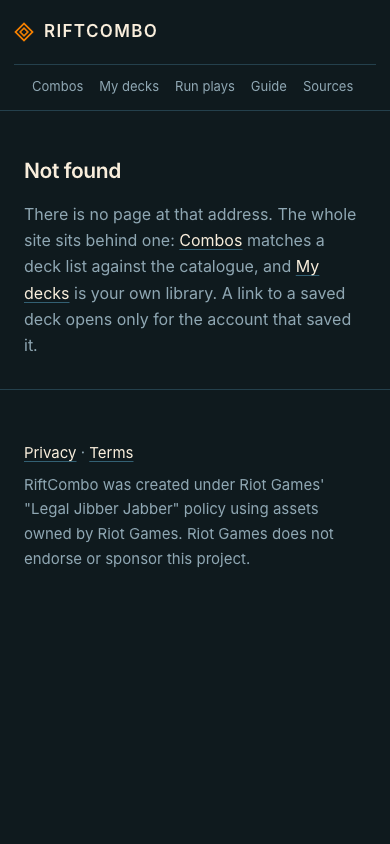 RIFTCOMBO
Combos My decks Run plays Guide Sources
Not found
There is no page at that address. The whole
site sits behind one: Combos matches a
deck list against the catalogue, and My
decks is your own library. A link to a saved
deck opens only for the account that saved
it.
Privacy · Terms
RiftCombo was created under Riot Games'
"Legal Jibber Jabber" policy using assets
owned by Riot Games. Riot Games does not
endorse or sponsor this project.